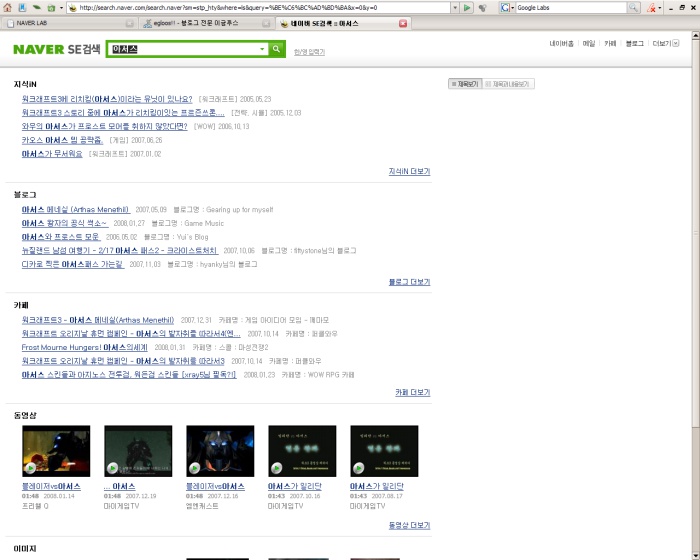 http://search.naver.com/search.naver?sm=stp_hty&where=ls&query=%BE%C6%BC%AD%BD%BA&x=0&y=0
Google Labs
NAVER LAB
egloos!! - 블로그 전문 이글루스
네이버 SE검색 :: 아서스
NAVER SE검색
아서스
한/영 입력기
네이버홈 | 메일 | 카페 | 블로그 | 더보기
제목보기
제목과내용보기
지식iN
워크래프트3에 리치킹(아서스)이라는 유닛이 있나요? [워크래프트] 2005.05.23
워크래프트3 스토리 중에 아서스가 리치킹이잇는 프르즌쓰론.... [전략, 시뮬] 2005.12.03
와우의 아서스가 프로스트 모어를 취하지 않았다면? [WOW] 2006.10.13
카오스 아서스 템 공략좀. [게임] 2007.06.26
아서스가 무서워요 [워크래프트] 2007.01.02
지식iN 더보기
블로그
아서스 메네실 (Arthas Menethil) 2007.05.09 블로그명 : Gearing up for myself
아서스 왕자의 공식 썩소~ 2008.01.27 블로그명 : Game Music
아서스와 프로스트 모운 2006.05.02 블로그명 : Yui`s Blog
뉴질랜드 남섬 여행기 - 2/17 아서스 패스2 - 크라이스트처치 2007.10.06 블로그명 : fiftystone님의 블로그
디카로 찍은 아서스패스 가는길 2007.11.03 블로그명 : hyanky님의 블로그
블로그 더보기
카페
워크래프트3 - 아서스 메네실(Arthas Menethil) 2007.12.31 카페명 : 게임 아이디어 모임 - 께마모
워크래프트 오리지날 휴먼 캠페인 - 아서스의 발자취를 따라서4(엔... 2007.10.14 카페명 : 퍼클와우
Frost Mourne Hungers! 아서스의세계 2008.01.31 카페명 : 스쿨 : 마성전쟁2
워크래프트 오리지날 휴먼 캠페인 - 아서스의 발자취를 따라서3 2007.10.14 카페명 : 퍼클와우
아서스 스킨들과 아지노스 전투검, 워든검 스킨들 [xray5님 필독?!] 2008.01.23 카페명 : WOW RPG 카페
카페 더보기
동영상
블레이저vs아서스
01:48 2008.01.14
프리블 Q
... 아서스
01:48 2007.12.19
마이게임TV
블레이저vs아서스
01:48 2007.12.16
엠엔캐스트
아서스가 말리단
01:43 2007.10.16
마이게임TV
아서스가 말리단
01:43 2007.08.17
마이게임TV
동영상 더보기
이미지